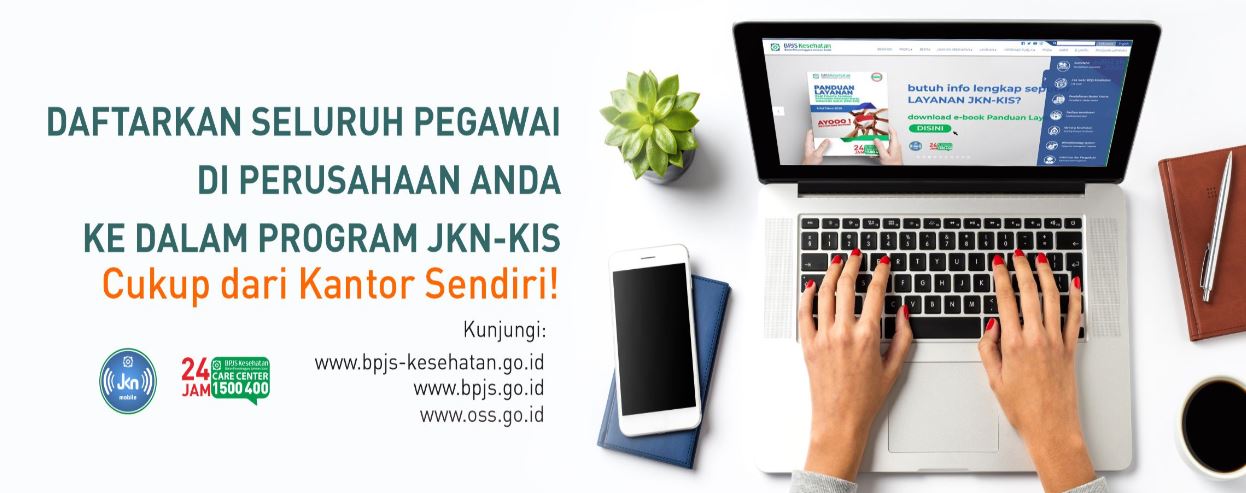 DAFTARKAN SELURUH PEGAWAI
DI PERUSAHAAN ANDA
KE DALAM PROGRAM JKN-KIS
Cukup dari Kantor Sendiri!
Kunjungi:
www.bpjs-kesehatan.go.id
www.bpjs.go.id
www.oss.go.id
Jkn
mobile
24
JAM
BPJS Kesehatan
CARE CENTER
1500 400
BPJS Kesehatan
PANDUAN
LAYANAN
AYOOO !
24
JAM
butuh info lengkap sep
LAYANAN JKN-KIS?
download e-book Panduan Lay
DISINI